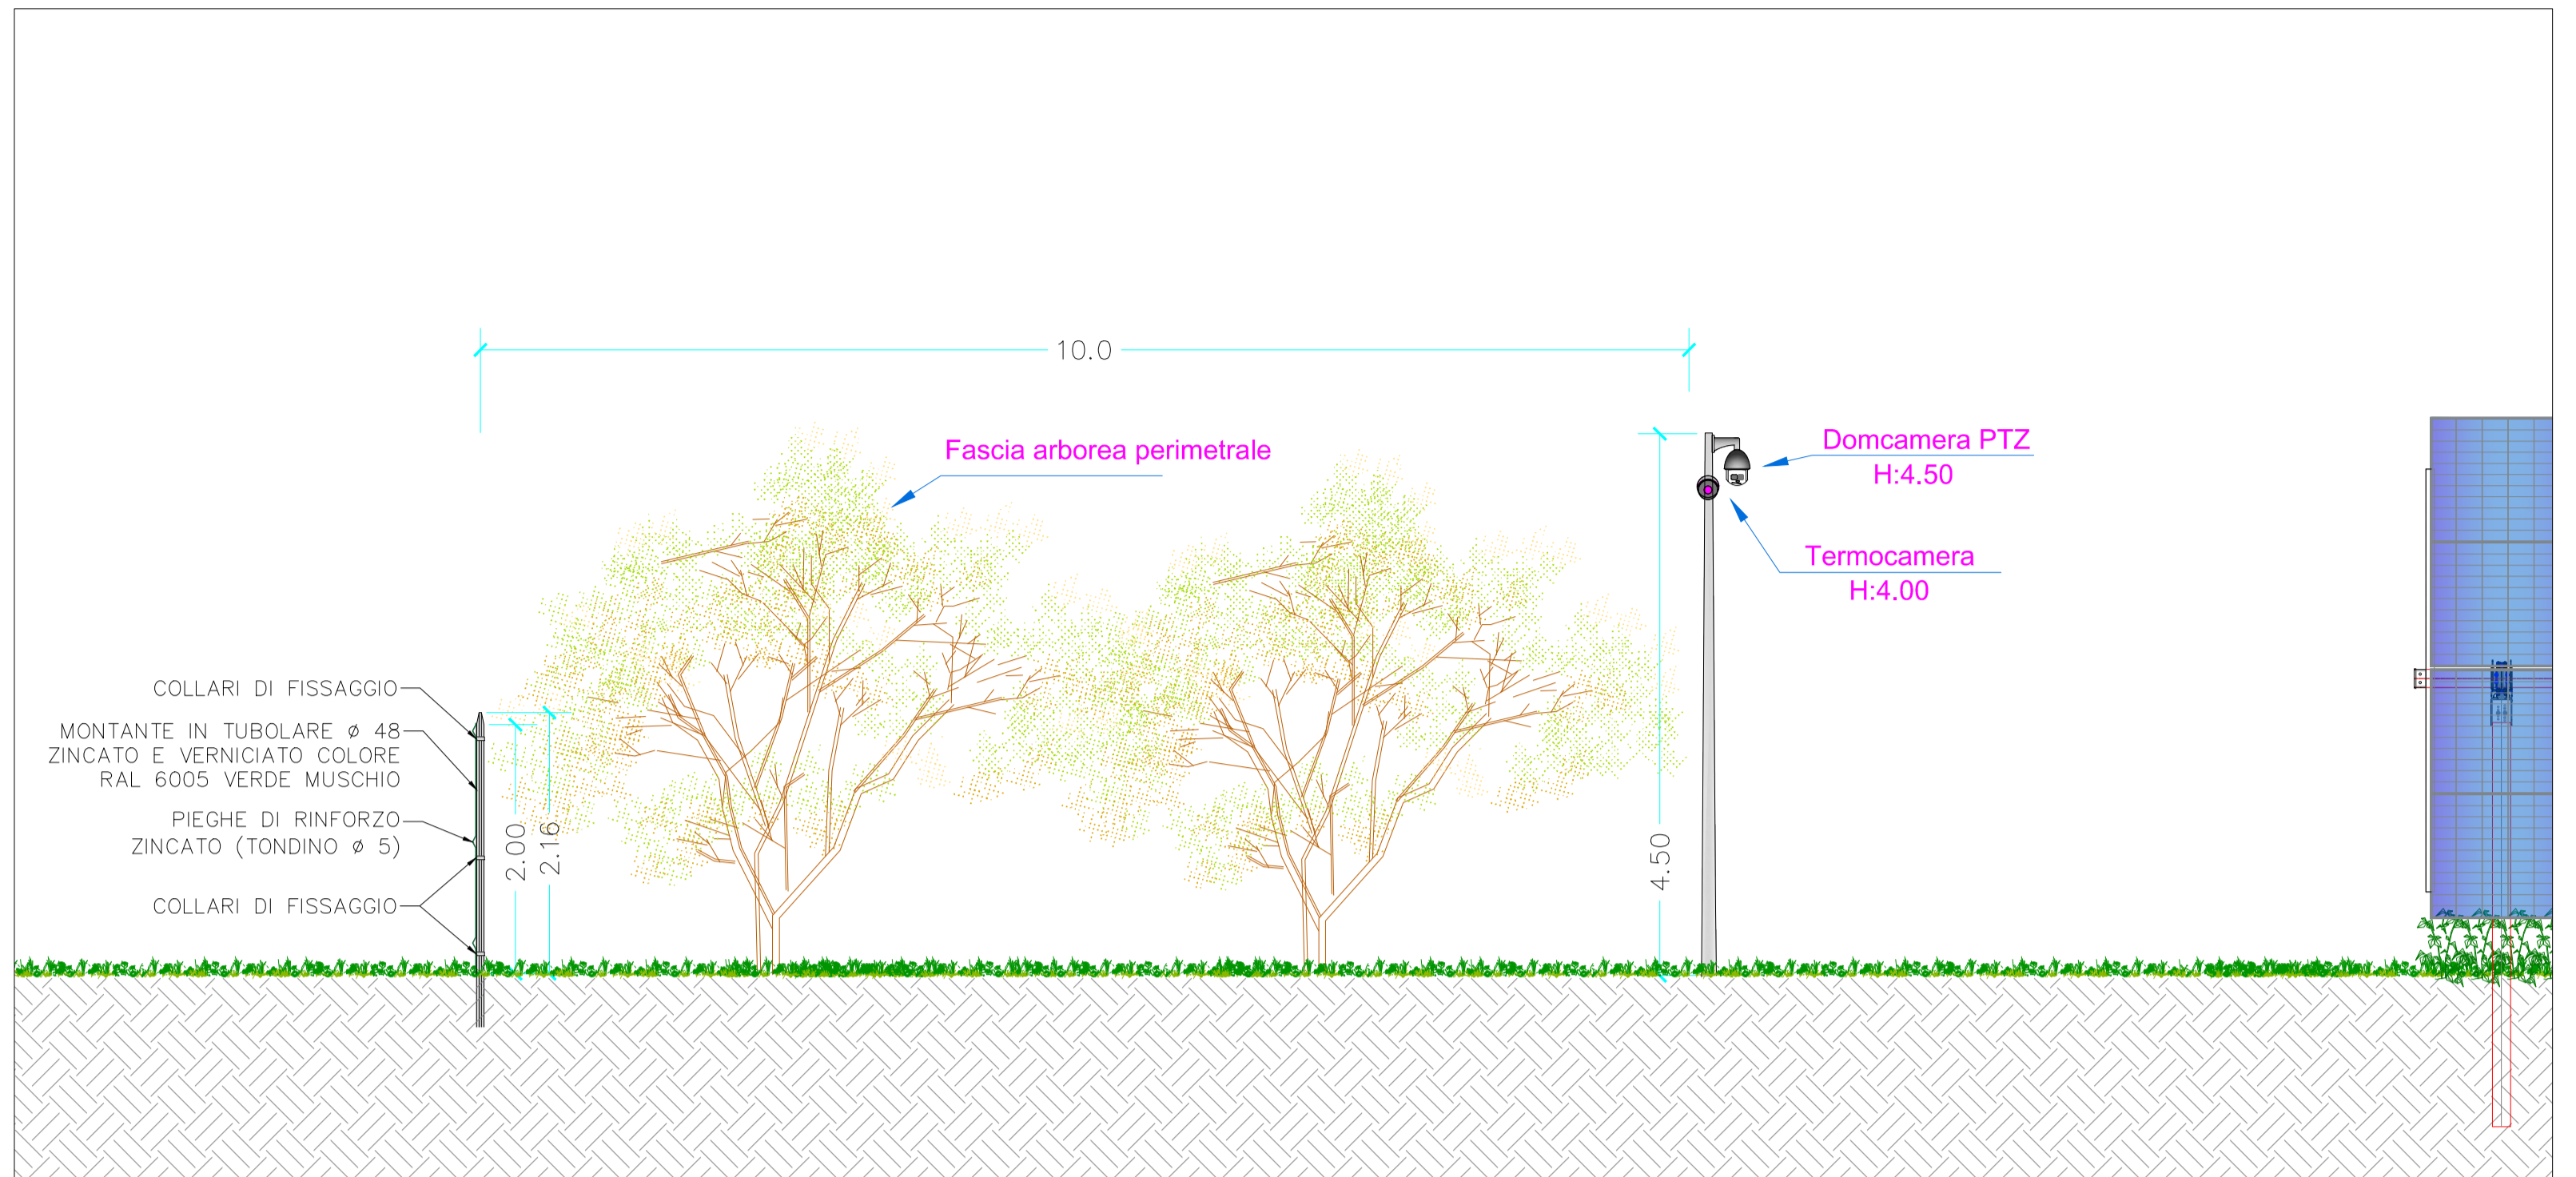 10.0
Fascia arborea perimetrale
Domcamera PTZ
H:4.50
Termocamera
H:4.00
COLLARI DI FISSAGGIO
MONTANTE IN TUBOLARE ø 48
ZINCATO E VERNICIATO COLORE
RAL 6005 VERDE MUSCHIO
PIEGHE DI RINFORZO
ZINCATO (TONDINO ø 5)
COLLARI DI FISSAGGIO
2.00
2.16
4.50